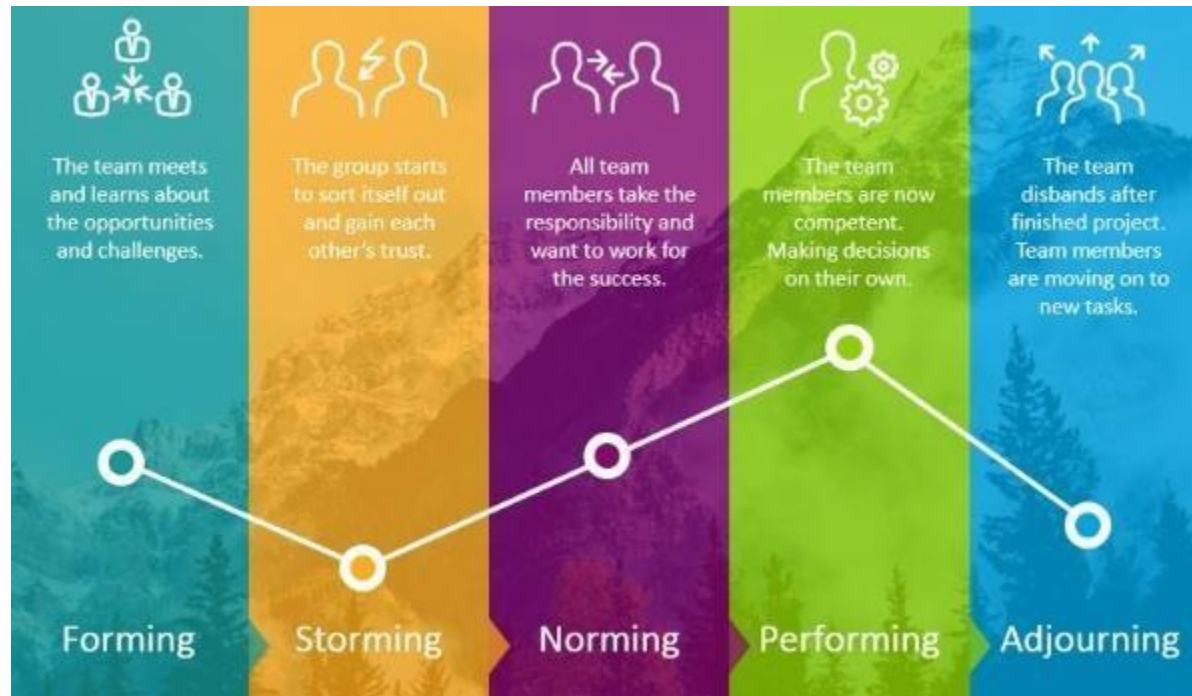 The team meets
and learns about
the opportunities
and challenges.
The group starts
to sort itself out
and gain each
other's trust.
All team
members take the
responsibility and
want to work for
the success.
The team
members are now
competent.
Making decisions
on their own.
The team
disbands after
finished project.
Team members
are moving on to
new tasks.
Forming
Storming
Norming
Performing
Adjourning